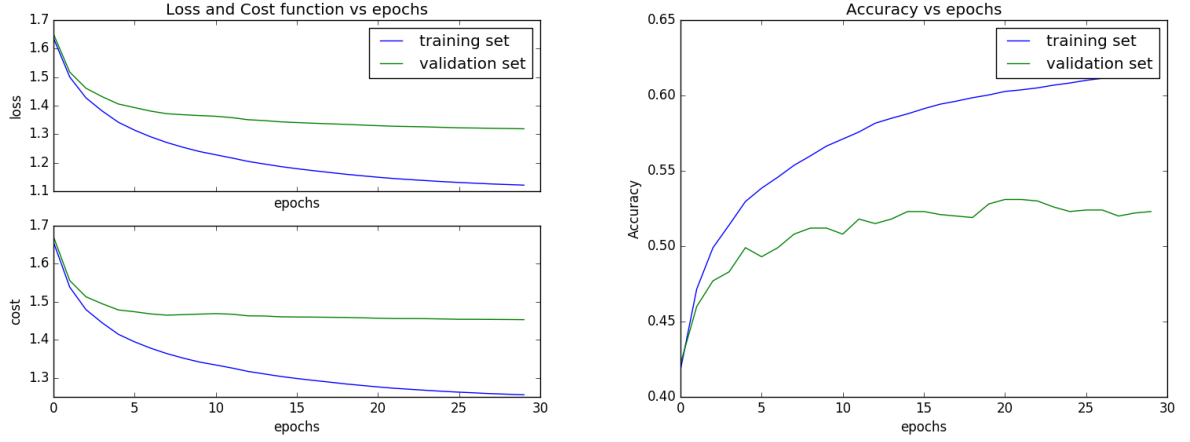 Loss and Cost function vs epochs
1.7
1.6
1.5
1.4
1.3
1.2
1.1
loss
training set
validation set
epochs
1.7
1.6
1.5
1.4
1.3
cost
0 5 10 15 20 25 30
epochs
Accuracy vs epochs
0.65
0.60
0.55
0.50
0.45
0.40
Accuracy
training set
validation set
0 5 10 15 20 25 30
epochs